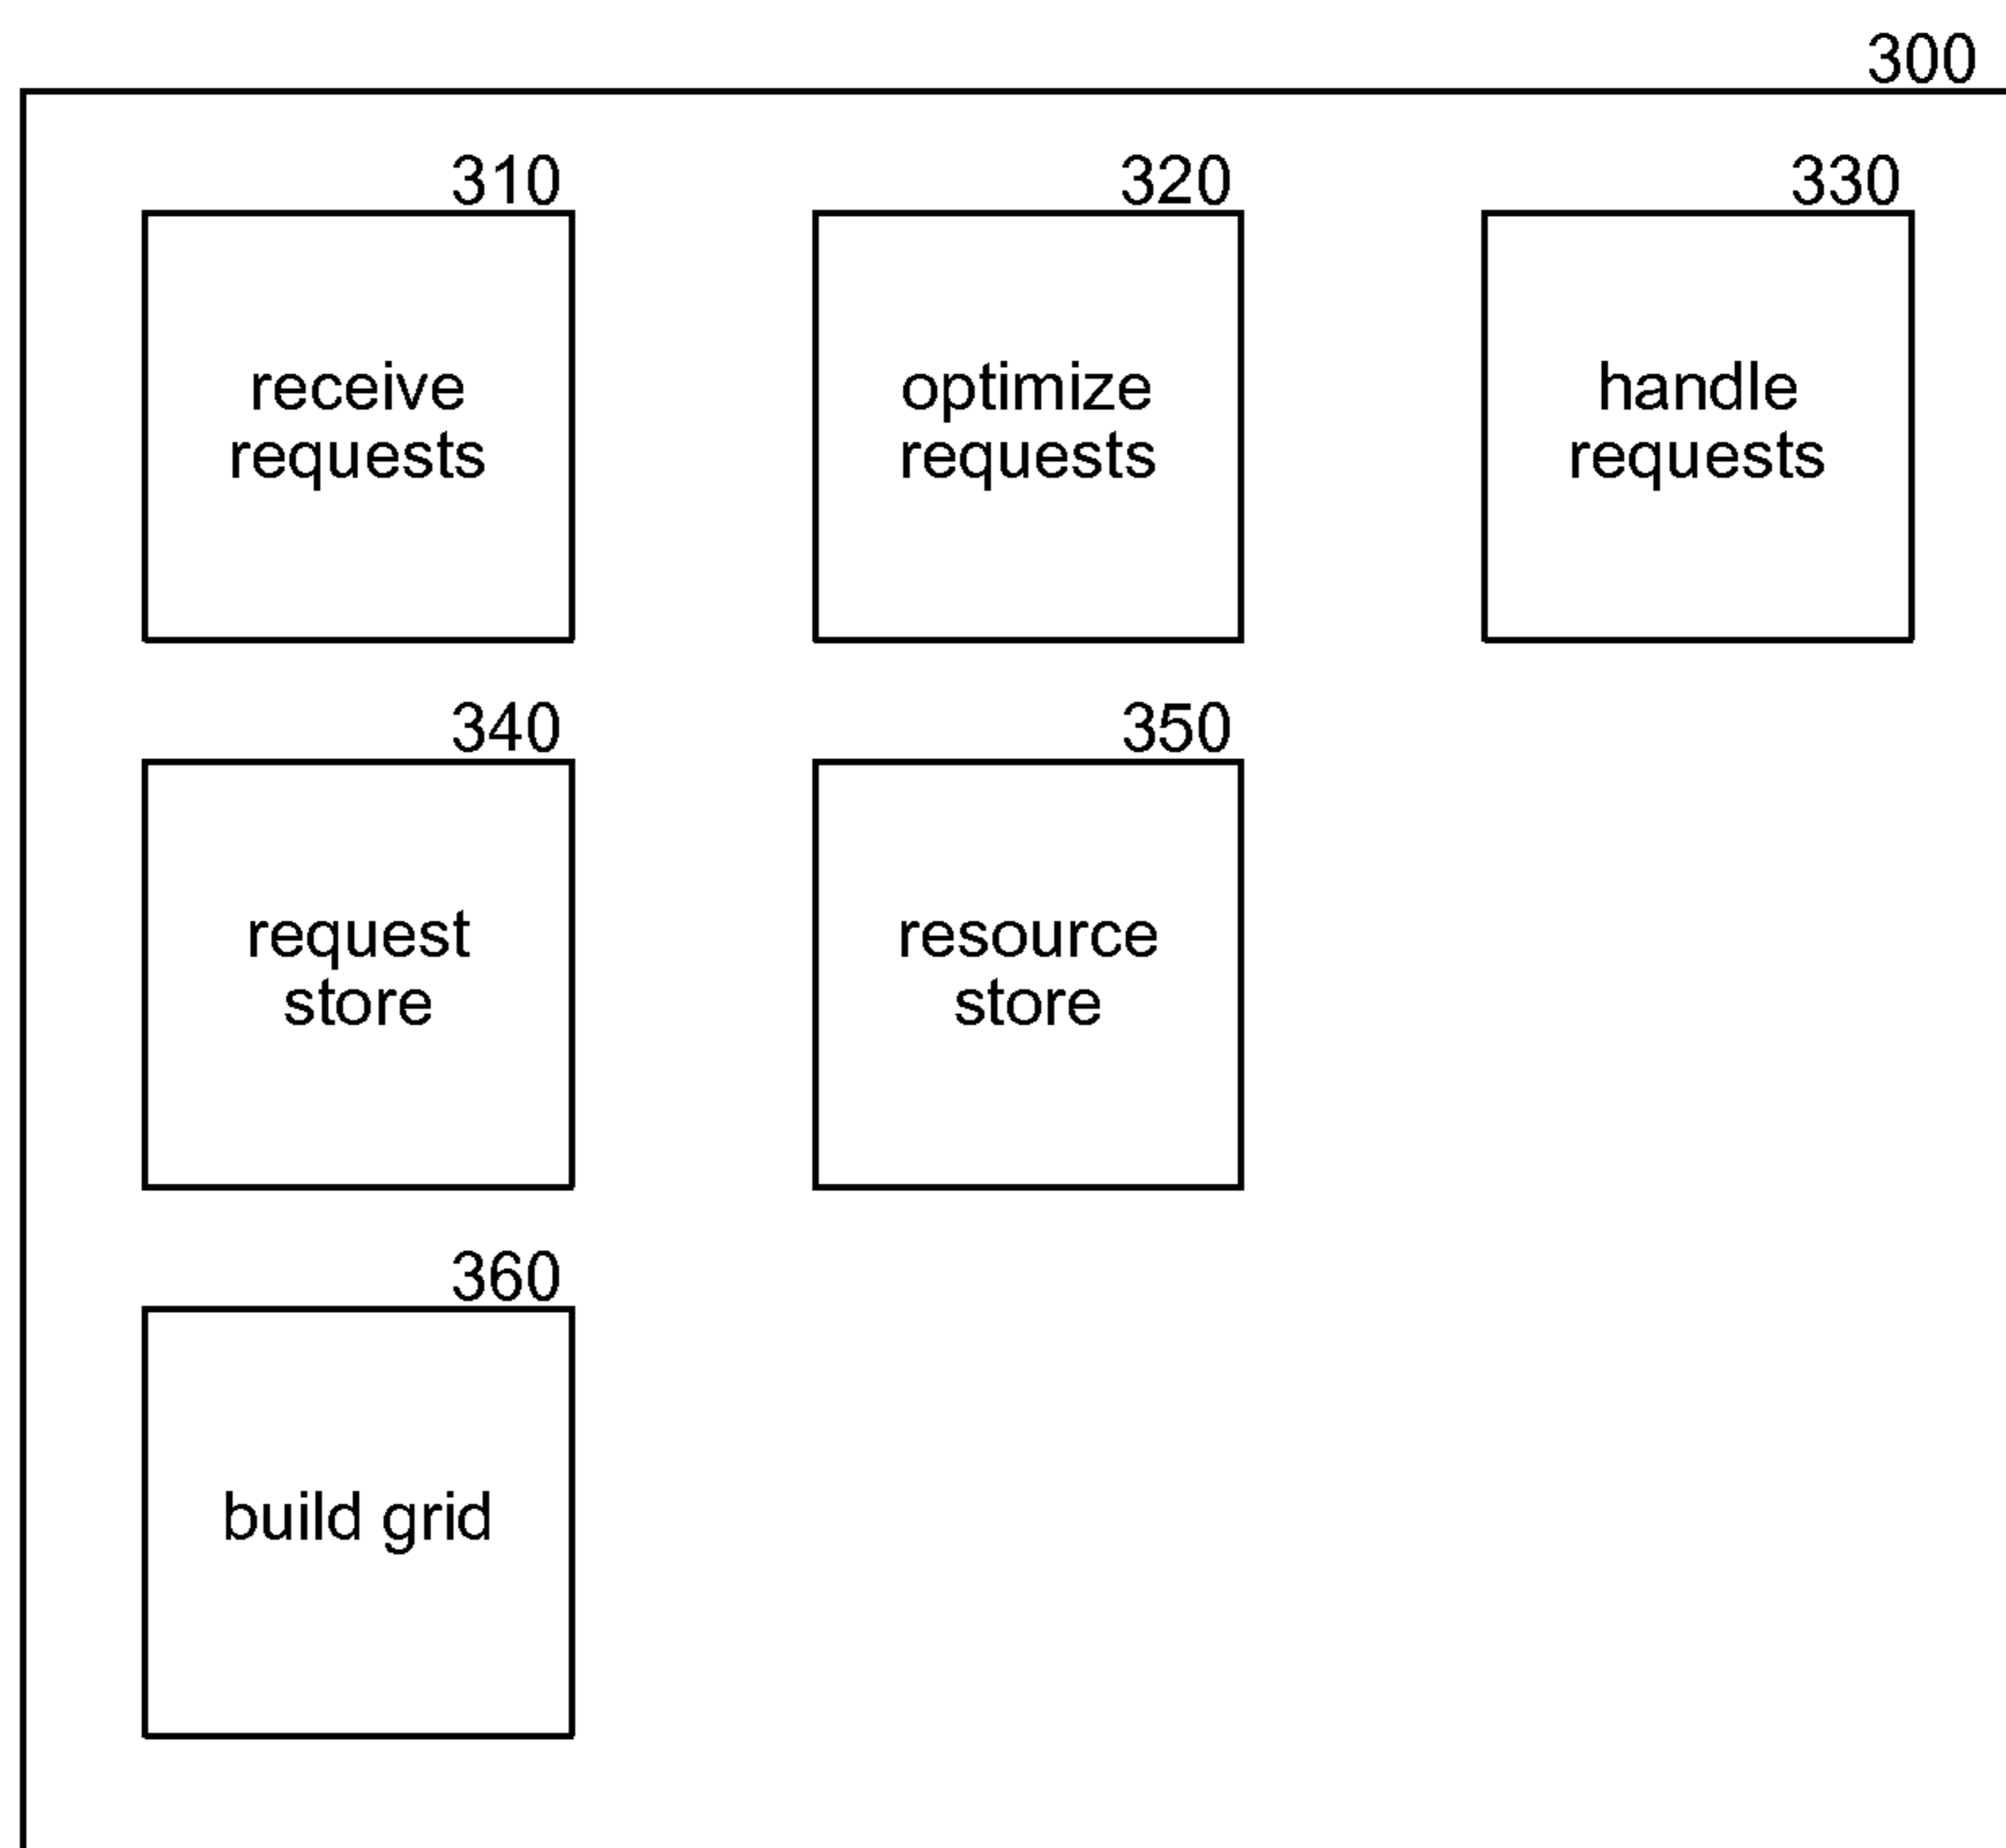 300
310
receive
requests
320
optimize
requests
330
handle
requests
340
request
store
350
resource
store
360
build grid